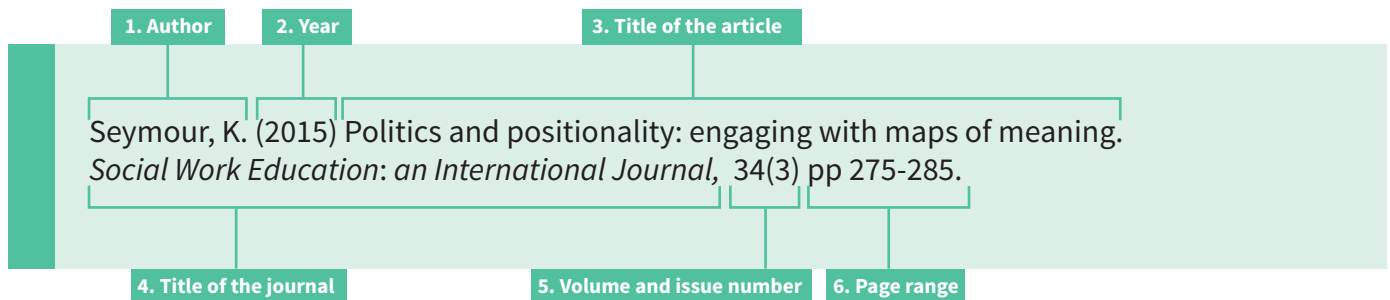 1. Author 2. Year 3. Title of the article
Seymour, K. (2015) Politics and positionality: engaging with maps of meaning.
Social Work Education: an International Journal, 34(3) pp 275-285.
4. Title of the journal 5. Volume and issue number 6. Page range